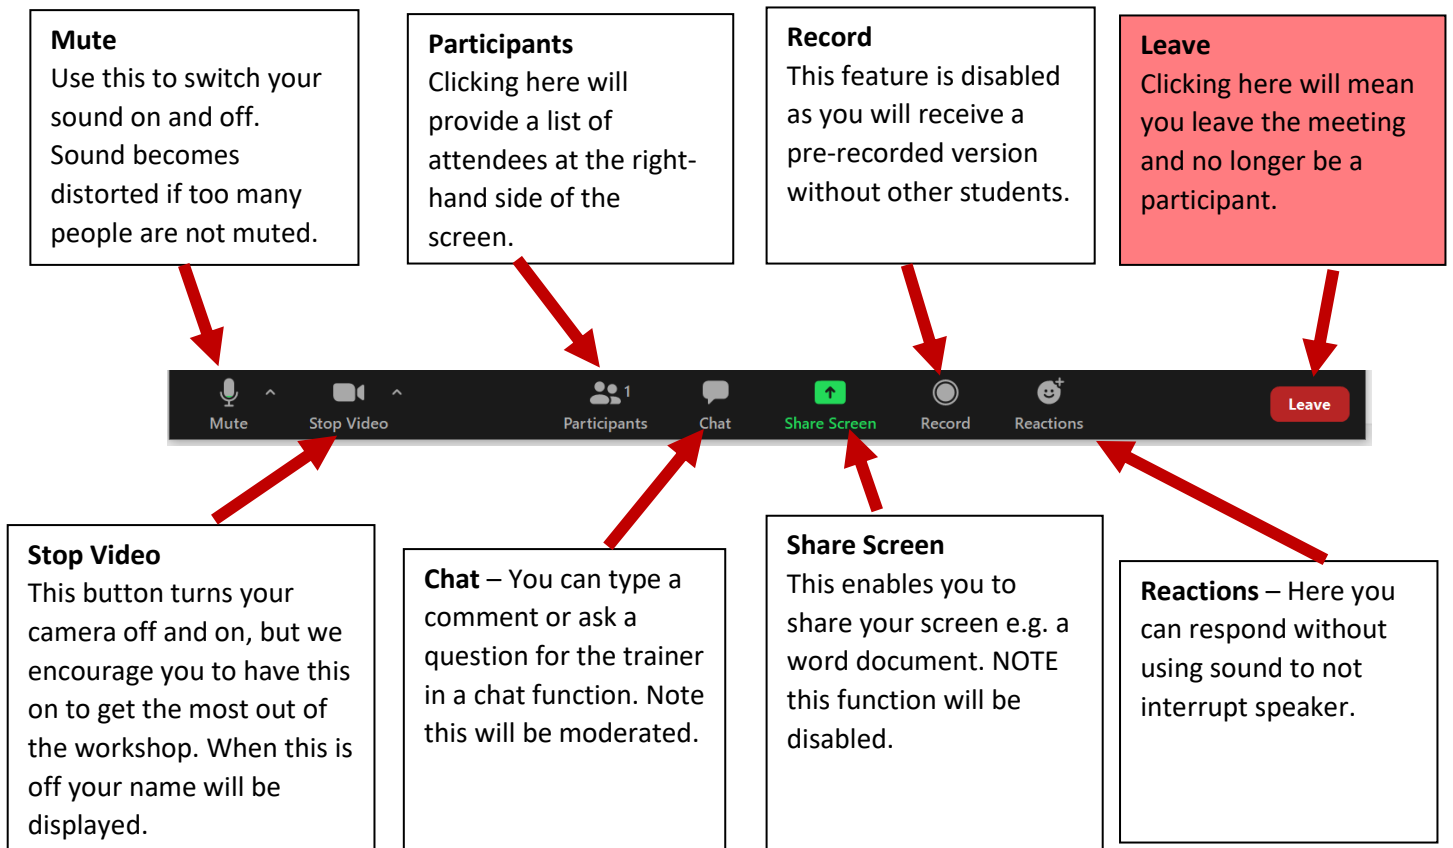 Mute
Use this to switch your
sound on and off.
Sound becomes
distorted if too many
people are not muted.
Participants
Clicking here will
provide a list of
attendees at the right-
hand side of the
screen.
Record
This feature is disabled
as you will receive a
pre-recorded version
without other students.
Leave
Clicking here will mean
you leave the meeting
and no longer be a
participant.
Mute
Stop Video
1
Participants
Chat
Share Screen
Record
Reactions
Leave
Stop Video
This button turns your
camera off and on, but we
encourage you to have this
on to get the most out of
the workshop. When this is
off your name will be
displayed.
Chat – You can type a
comment or ask a
question for the trainer
in a chat function. Note
this will be moderated.
Share Screen
This enables you to
share your screen e.g. a
word document. NOTE
this function will be
disabled.
Reactions – Here you
can respond without
using sound to not
interrupt speaker.